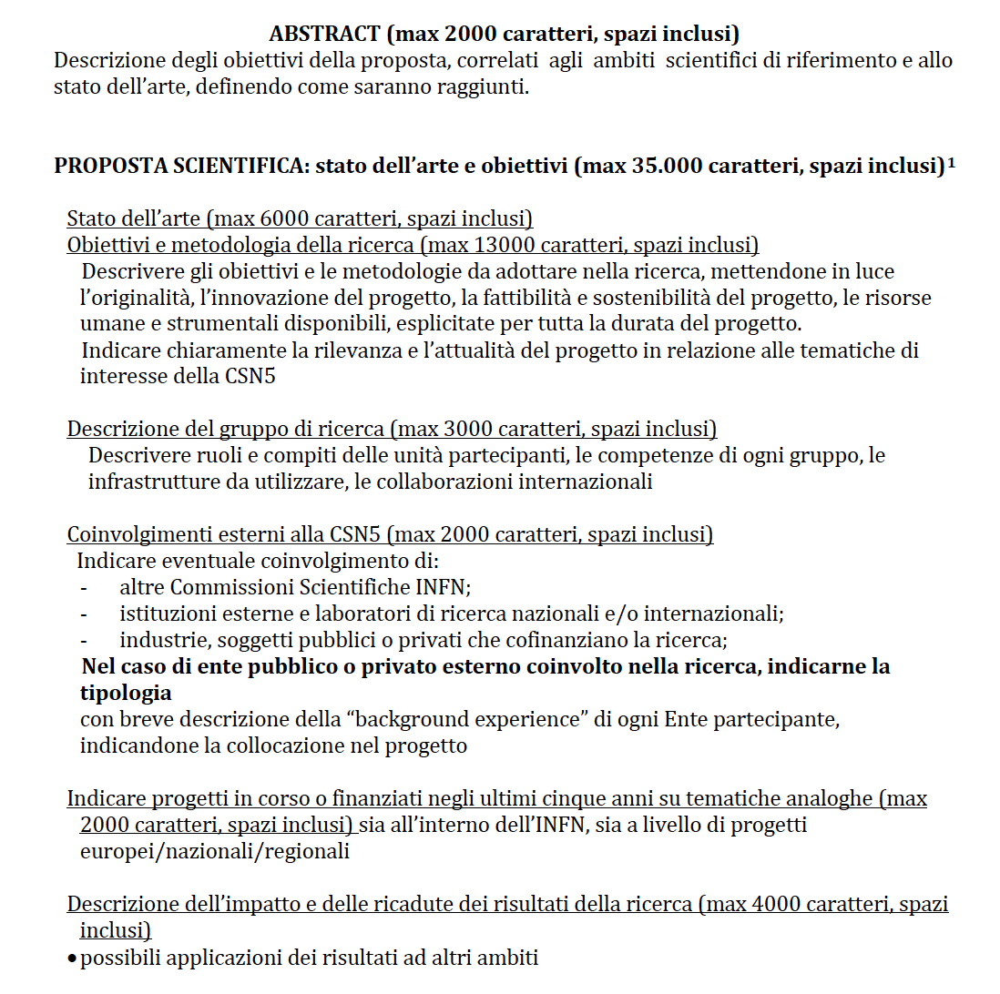 ABSTRACT (max 2000 caratteri, spazi inclusi)
Descrizione degli obiettivi della proposta, correlati agli ambiti scientifici di riferimento e allo
stato dell’arte, definendo come saranno raggiunti.
PROPOSTA SCIENTIFICA: stato dell’arte e obiettivi (max 35.000 caratteri, spazi inclusi)¹
Stato dell’arte (max 6000 caratteri, spazi inclusi)
Obiettivi e metodologia della ricerca (max 13000 caratteri, spazi inclusi)
Descrivere gli obiettivi e le metodologie da adottare nella ricerca, mettendone in luce
l’originalità, l’innovazione del progetto, la fattibilità e sostenibilità del progetto, le risorse
umane e strumentali disponibili, esplicitate per tutta la durata del progetto.
Indicare chiaramente la rilevanza e l’attualità del progetto in relazione alle tematiche di
interesse della CSN5
Descrizione del gruppo di ricerca (max 3000 caratteri, spazi inclusi)
Descrivere ruoli e compiti delle unità partecipanti, le competenze di ogni gruppo, le
infrastrutture da utilizzare, le collaborazioni internazionali
Coinvolgimenti esterni alla CSN5 (max 2000 caratteri, spazi inclusi)
Indicare eventuale coinvolgimento di:
- altre Commissioni Scientifiche INFN;
- istituzioni esterne e laboratori di ricerca nazionali e/o internazionali;
- industrie, soggetti pubblici o privati che cofinanziano la ricerca;
Nel caso di ente pubblico o privato esterno coinvolto nella ricerca, indicarne la
tipologia
con breve descrizione della “background experience” di ogni Ente partecipante,
indicandone la collocazione nel progetto
Indicare progetti in corso o finanziati negli ultimi cinque anni su tematiche analoghe (max
2000 caratteri, spazi inclusi) sia all’interno dell’INFN, sia a livello di progetti
europei/nazionali/regionali
Descrizione dell’impatto e delle ricadute dei risultati della ricerca (max 4000 caratteri, spazi
inclusi)
• possibili applicazioni dei risultati ad altri ambiti